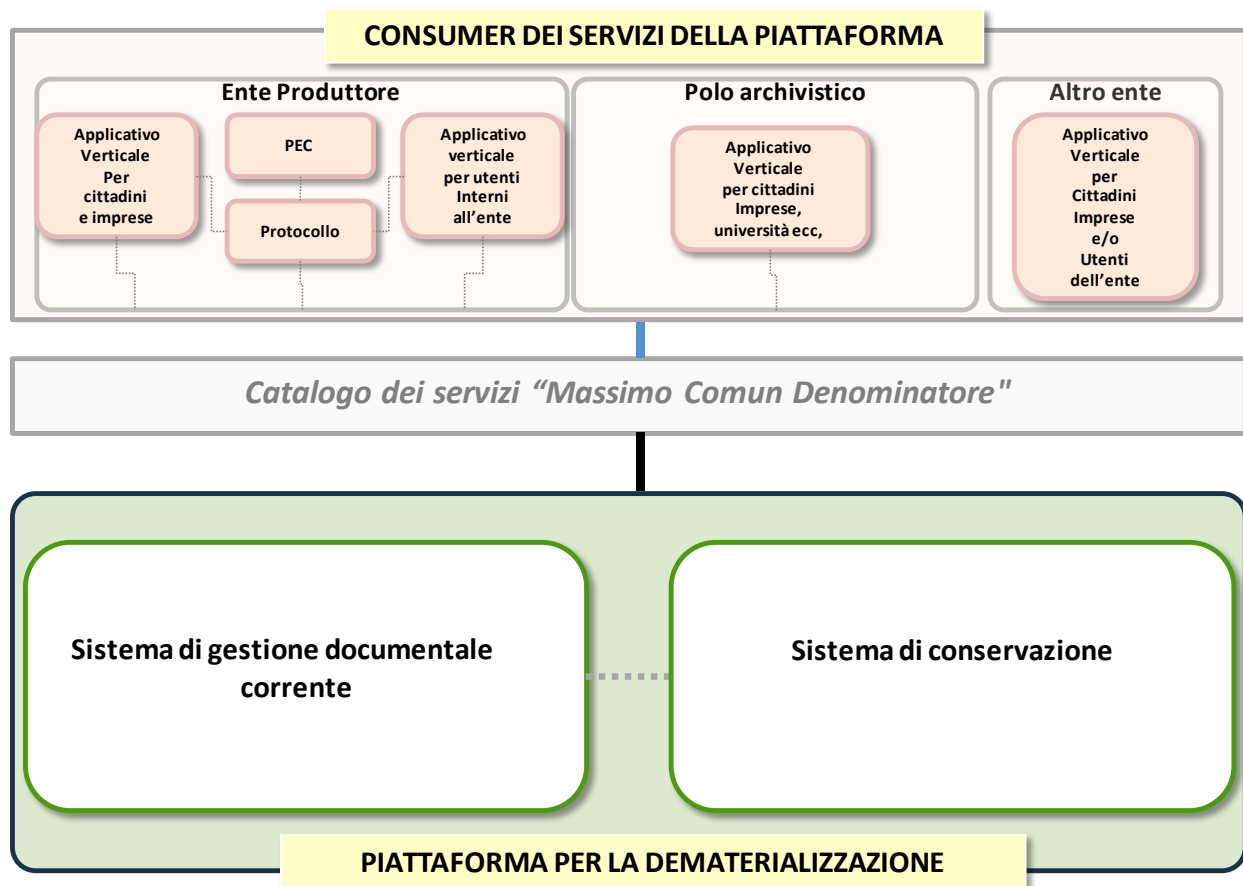 CONSUMER DEI SERVIZI DELLA PIATTAFORMA
Ente Produttore
Applicativo
Verticale
Per
cittadini
e imprese
PEC
Protocollo
Applicativo
verticale
per utenti
Interni
all'ente
Polo archivistico
Applicativo
Verticale
per cittadini
Imprese,
università ecc,
Altro ente
Applicativo
Verticale
per
Cittadini
Imprese
e/o
Utenti
dell'ente
Catalogo dei servizi “Massimo Comun Denominatore"
Sistema di gestione documentale
corrente
Sistema di conservazione
PIATTAFORMA PER LA DEMATERIALIZZAZIONE